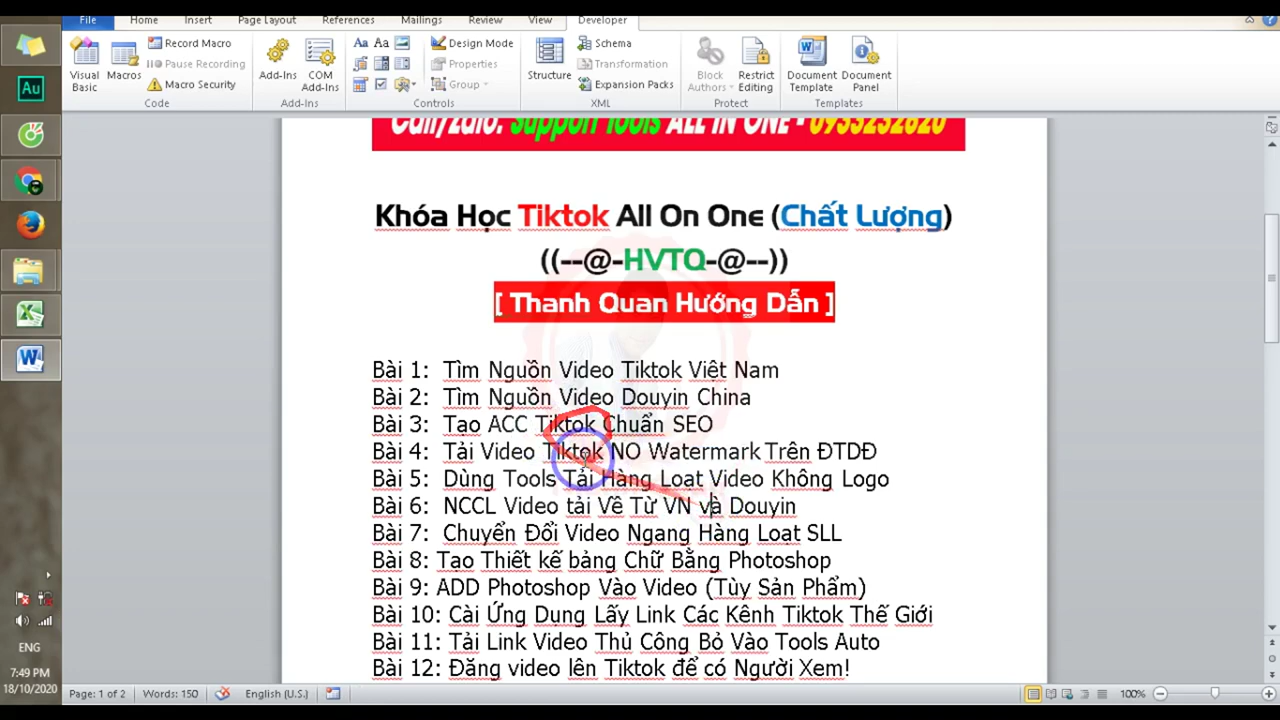 File Home Insert Page Layout References Mailings Review View Developer
Visual Basic
Macros
Record Macro
Pause Recording
Macro Security
Code
Add-Ins
COM Add-Ins
Add-Ins
Design Mode
Properties
Group
Controls
Structure
Schema
Transformation
Expansion Packs
XML
Block Authors
Restrict Editing
Protect
Document Template
Document Panel
Templates
Call/Zalo: Support Tools ALL IN ONE - 0933232820
Khóa Học Tiktok All On One (Chất Lượng)
((--@-HVTQ-@--))
[ Thanh Quan Hướng Dẫn ]
Bài 1: Tìm Nguồn Video Tiktok Việt Nam
Bài 2: Tìm Nguồn Video Douyin China
Bài 3: Tạo ACC Tiktok Chuẩn SEO
Bài 4: Tải Video Tiktok NO Watermark Trên ĐTDĐ
Bài 5: Dùng Tools Tải Hàng Loạt Video Không Logo
Bài 6: NCCL Video tải Về Từ VN và Douyin
Bài 7: Chuyển Đổi Video Ngang Hàng Loạt SLL
Bài 8: Tạo Thiết kế bảng Chữ Bằng Photoshop
Bài 9: ADD Photoshop Vào Video (Tùy Sản Phẩm)
Bài 10: Cài Ứng Dụng Lấy Link Các Kênh Tiktok Thế Giới
Bài 11: Tải Link Video Thủ Công Bỏ Vào Tools Auto
Bài 12: Đăng video lên Tiktok để có Người Xem!
Au
ENG
7:49 PM
18/10/2020
Page: 1 of 2 Words: 150 English (U.S.) 100%